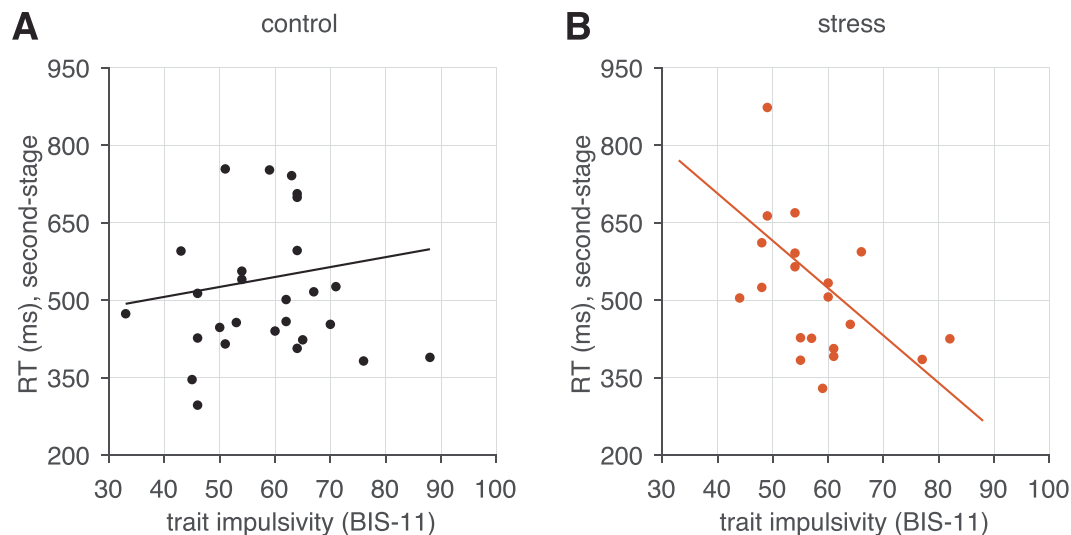 A
control
RT (ms), second-stage
950
800
650
500
350
200
30 40 50 60 70 80 90 100
trait impulsivity (BIS-11)
B
stress
RT (ms), second-stage
950
800
650
500
350
200
30 40 50 60 70 80 90 100
trait impulsivity (BIS-11)